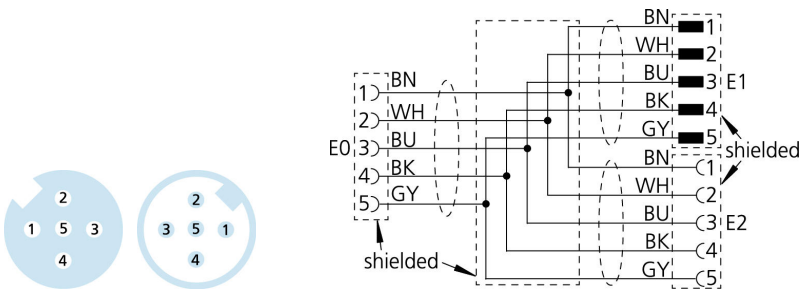 2
1 5 3
4
2
3 5 1
4
E0
1 BN
2 WH
3 BU
4 BK
5 GY
shielded
BN 1
WH 2
BU 3 E1
BK 4
GY 5
shielded
BN 1
WH 2
BU 3 E2
BK 4
GY 5